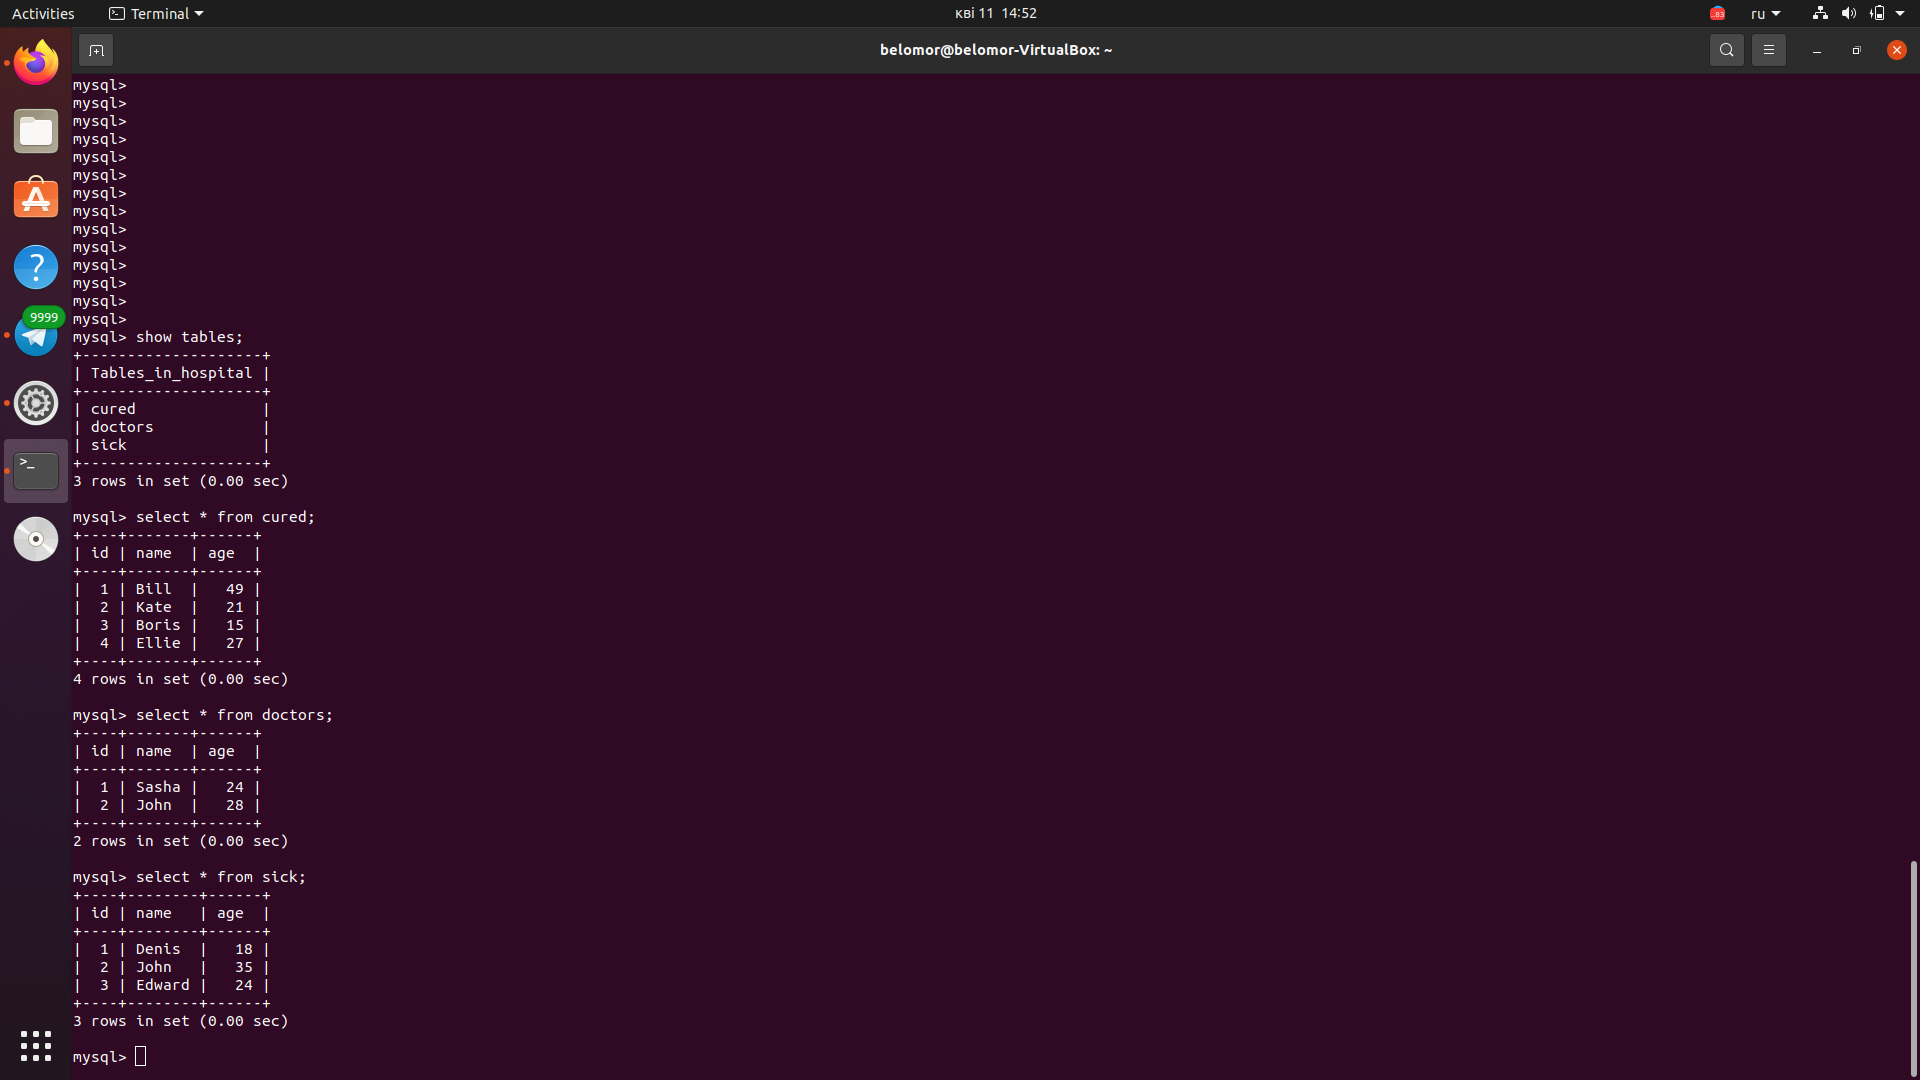 Activities Terminal кві 11 14:52 ru
belomor@belomor-VirtualBox: ~
mysql>
mysql>
mysql>
mysql>
mysql>
mysql>
mysql>
mysql>
mysql>
mysql>
mysql>
mysql>
mysql>
mysql>
9999
mysql> show tables;
+--------------------+
| Tables_in_hospital |
+--------------------+
| cured              |
| doctors            |
| sick               |
+--------------------+
3 rows in set (0.00 sec)

mysql> select * from cured;
+----+-------+------+
| id | name  | age  |
+----+-------+------+
|  1 | Bill  |   49 |
|  2 | Kate  |   21 |
|  3 | Boris |   15 |
|  4 | Ellie |   27 |
+----+-------+------+
4 rows in set (0.00 sec)

mysql> select * from doctors;
+----+-------+------+
| id | name  | age  |
+----+-------+------+
|  1 | Sasha |   24 |
|  2 | John  |   28 |
+----+-------+------+
2 rows in set (0.00 sec)

mysql> select * from sick;
+----+--------+------+
| id | name   | age  |
+----+--------+------+
|  1 | Denis  |   18 |
|  2 | John   |   35 |
|  3 | Edward |   24 |
+----+--------+------+
3 rows in set (0.00 sec)

mysql>